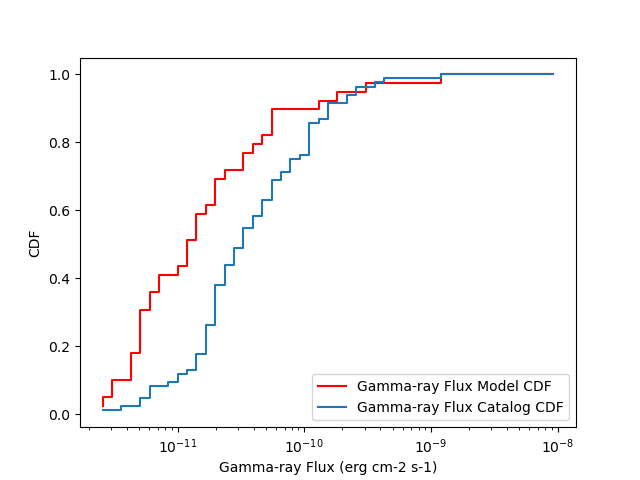 1.0
0.8
0.6
0.4
0.2
0.0
CDF
10⁻¹¹
10⁻¹⁰
10⁻⁹
10⁻⁸
Gamma-ray Flux (erg cm-2 s-1)
Gamma-ray Flux Model CDF
Gamma-ray Flux Catalog CDF